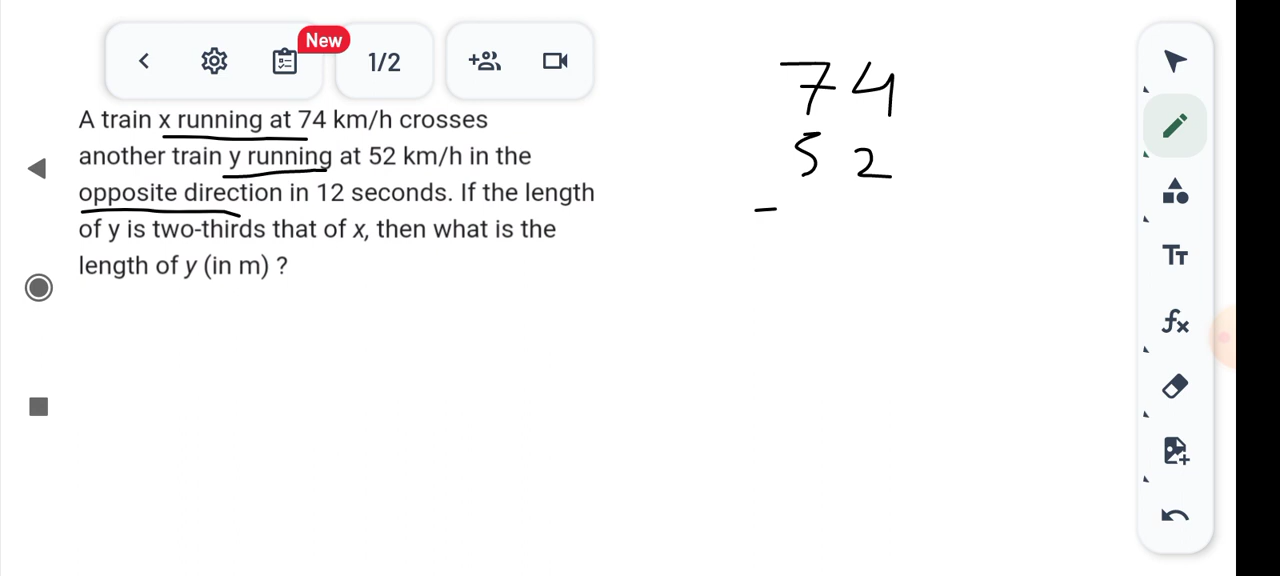 New
1/2
A train x running at 74 km/h crosses
another train y running at 52 km/h in the
opposite direction in 12 seconds. If the length
of y is two-thirds that of x, then what is the
length of y (in m) ?
74
52
-
Tт
fx